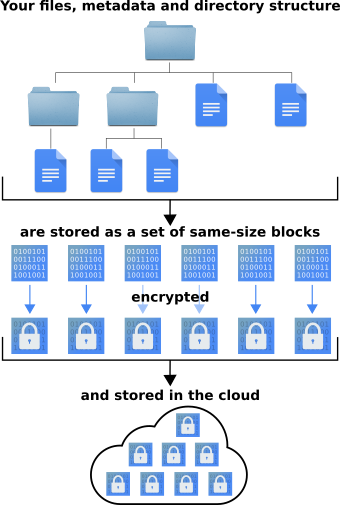 Your files, metadata and directory structure
are stored as a set of same-size blocks
0100101 0100101 0100101 0100101 0100101 0100101
0011100 0011100 0011100 0011100 0011100 0011100
0100011 0100011 0100011 0100011 0100011 0100011
1001001 1001001 1001001 1001001 1001001 1001001
encrypted
and stored in the cloud